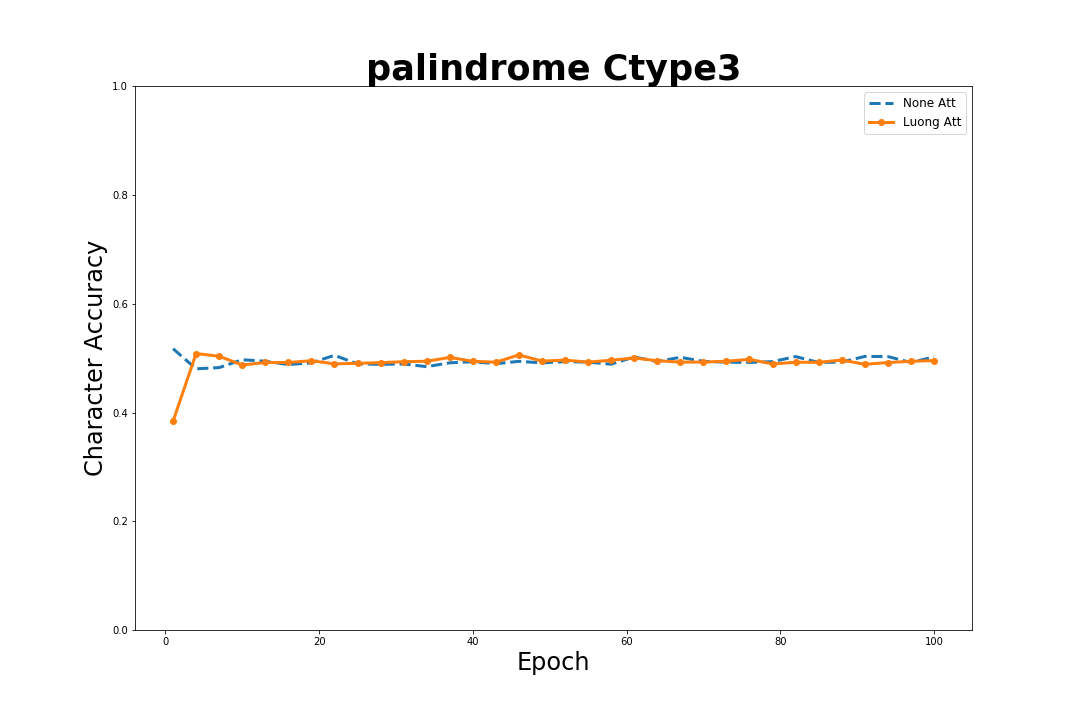 palindrome Ctype3
None Att
Luong Att
Character Accuracy
1.0
0.8
0.6
0.4
0.2
0.0
0 20 40 60 80 100
Epoch